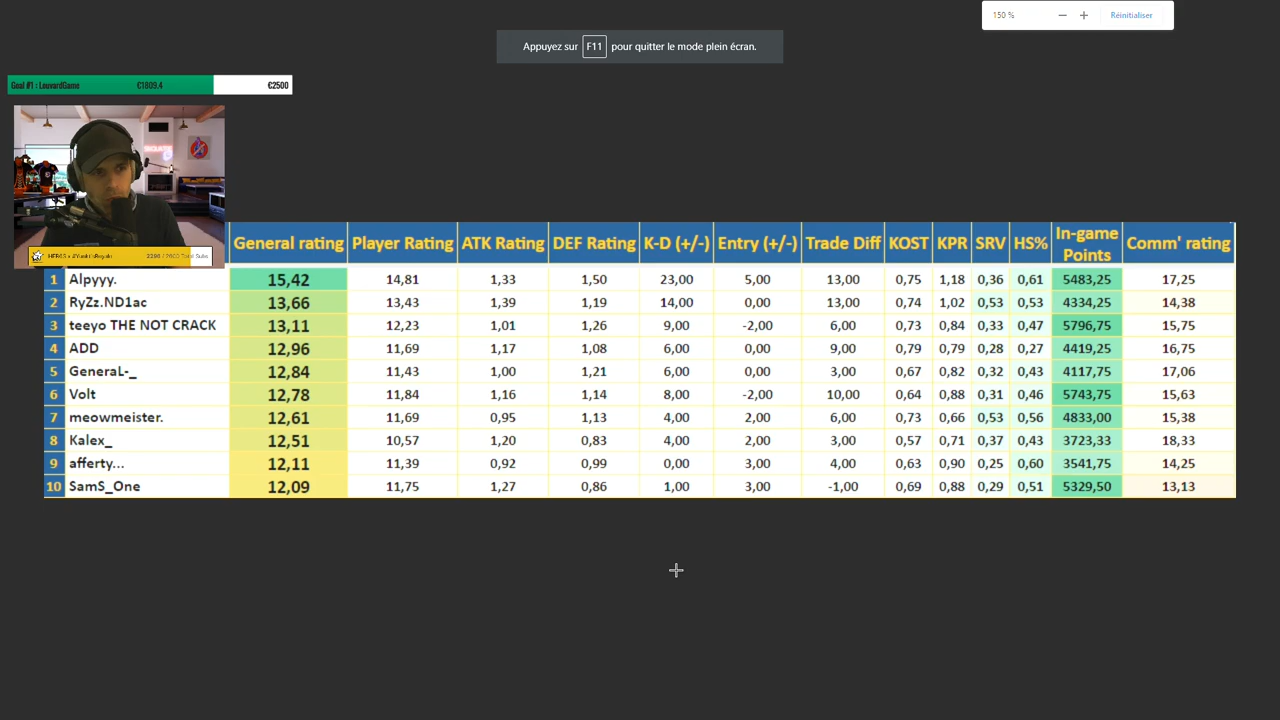 150 %
Réinitialiser
Appuyez sur F11 pour quitter le mode plein écran.
Goal #1 : LouvardGame €1809,4 €2500
General rating Player Rating ATK Rating DEF Rating K-D (+/-) Entry (+/-) Trade Diff KOST KPR SRV HS% In-game Points Comm' rating
1 Alpyyy. 15,42 14,81 1,33 1,50 23,00 5,00 13,00 0,75 1,18 0,36 0,61 5483,25 17,25
2 RyZz.ND1ac 13,66 13,43 1,39 1,19 14,00 0,00 13,00 0,74 1,02 0,53 0,53 4334,25 14,38
3 teeyo THE NOT CRACK 13,11 12,23 1,01 1,26 9,00 -2,00 6,00 0,73 0,84 0,33 0,47 5796,75 15,75
4 ADD 12,96 11,69 1,17 1,08 6,00 0,00 9,00 0,79 0,79 0,28 0,27 4419,25 16,75
5 GeneraL-_ 12,84 11,43 1,00 1,21 6,00 0,00 3,00 0,67 0,82 0,32 0,43 4117,75 17,06
6 Volt 12,78 11,84 1,16 1,14 8,00 -2,00 10,00 0,64 0,88 0,31 0,46 5743,75 15,63
7 meowmeister. 12,61 11,69 0,95 1,13 4,00 2,00 6,00 0,73 0,66 0,53 0,56 4833,00 15,38
8 Kalex_ 12,51 10,57 1,20 0,83 4,00 2,00 3,00 0,57 0,71 0,37 0,43 3723,33 18,33
9 afferty... 12,11 11,39 0,92 0,99 0,00 3,00 4,00 0,63 0,90 0,25 0,60 3541,75 14,25
10 SamS_One 12,09 11,75 1,27 0,86 1,00 3,00 -1,00 0,69 0,88 0,29 0,51 5329,50 13,13